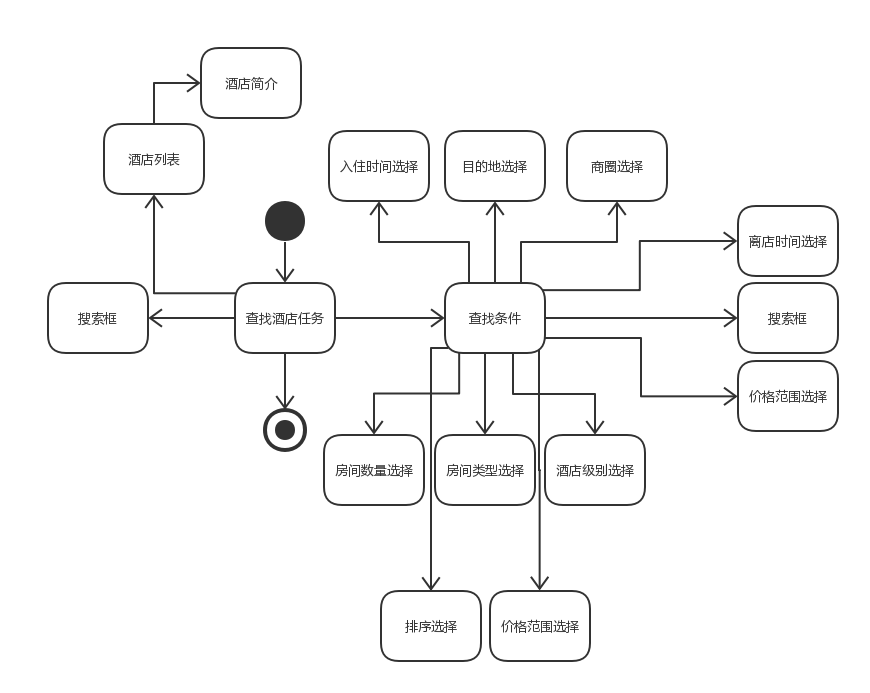 酒店简介
酒店列表
入住时间选择
目的地选择
商圈选择
离店时间选择
搜索框
查找酒店任务
查找条件
搜索框
价格范围选择
房间数量选择
房间类型选择
酒店级别选择
排序选择
价格范围选择